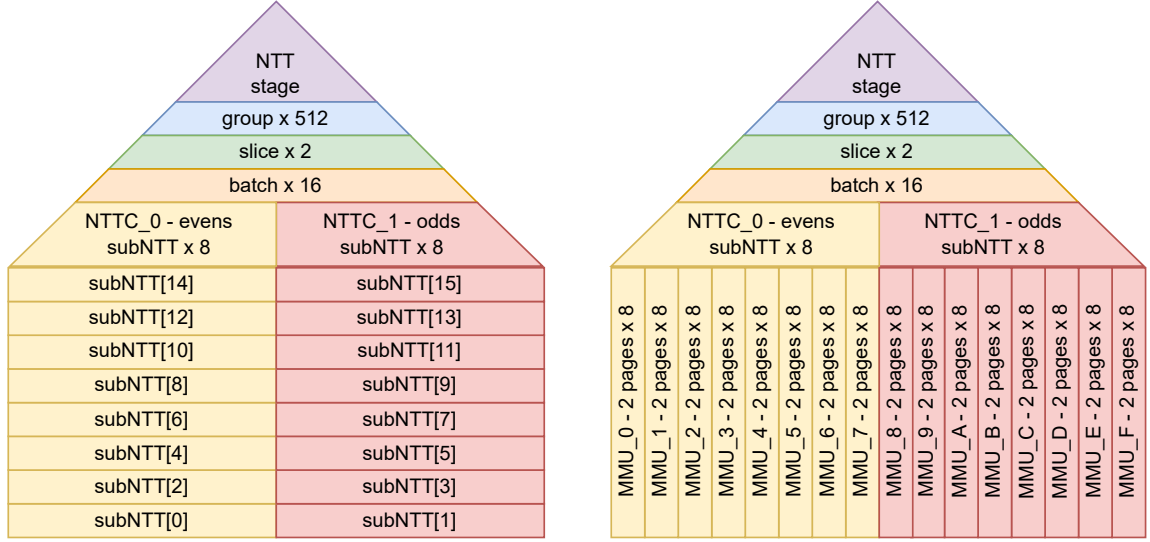 NTT
stage
group x 512
slice x 2
batch x 16
NTTC_0 - evens
subNTT x 8
NTTC_1 - odds
subNTT x 8
subNTT[14]
subNTT[15]
subNTT[12]
subNTT[13]
subNTT[10]
subNTT[11]
subNTT[8]
subNTT[9]
subNTT[6]
subNTT[7]
subNTT[4]
subNTT[5]
subNTT[2]
subNTT[3]
subNTT[0]
subNTT[1]
NTT
stage
group x 512
slice x 2
batch x 16
NTTC_0 - evens
subNTT x 8
NTTC_1 - odds
subNTT x 8
MMU_0 - 2 pages x 8
MMU_1 - 2 pages x 8
MMU_2 - 2 pages x 8
MMU_3 - 2 pages x 8
MMU_4 - 2 pages x 8
MMU_5 - 2 pages x 8
MMU_6 - 2 pages x 8
MMU_7 - 2 pages x 8
MMU_8 - 2 pages x 8
MMU_9 - 2 pages x 8
MMU_A - 2 pages x 8
MMU_B - 2 pages x 8
MMU_C - 2 pages x 8
MMU_D - 2 pages x 8
MMU_E - 2 pages x 8
MMU_F - 2 pages x 8